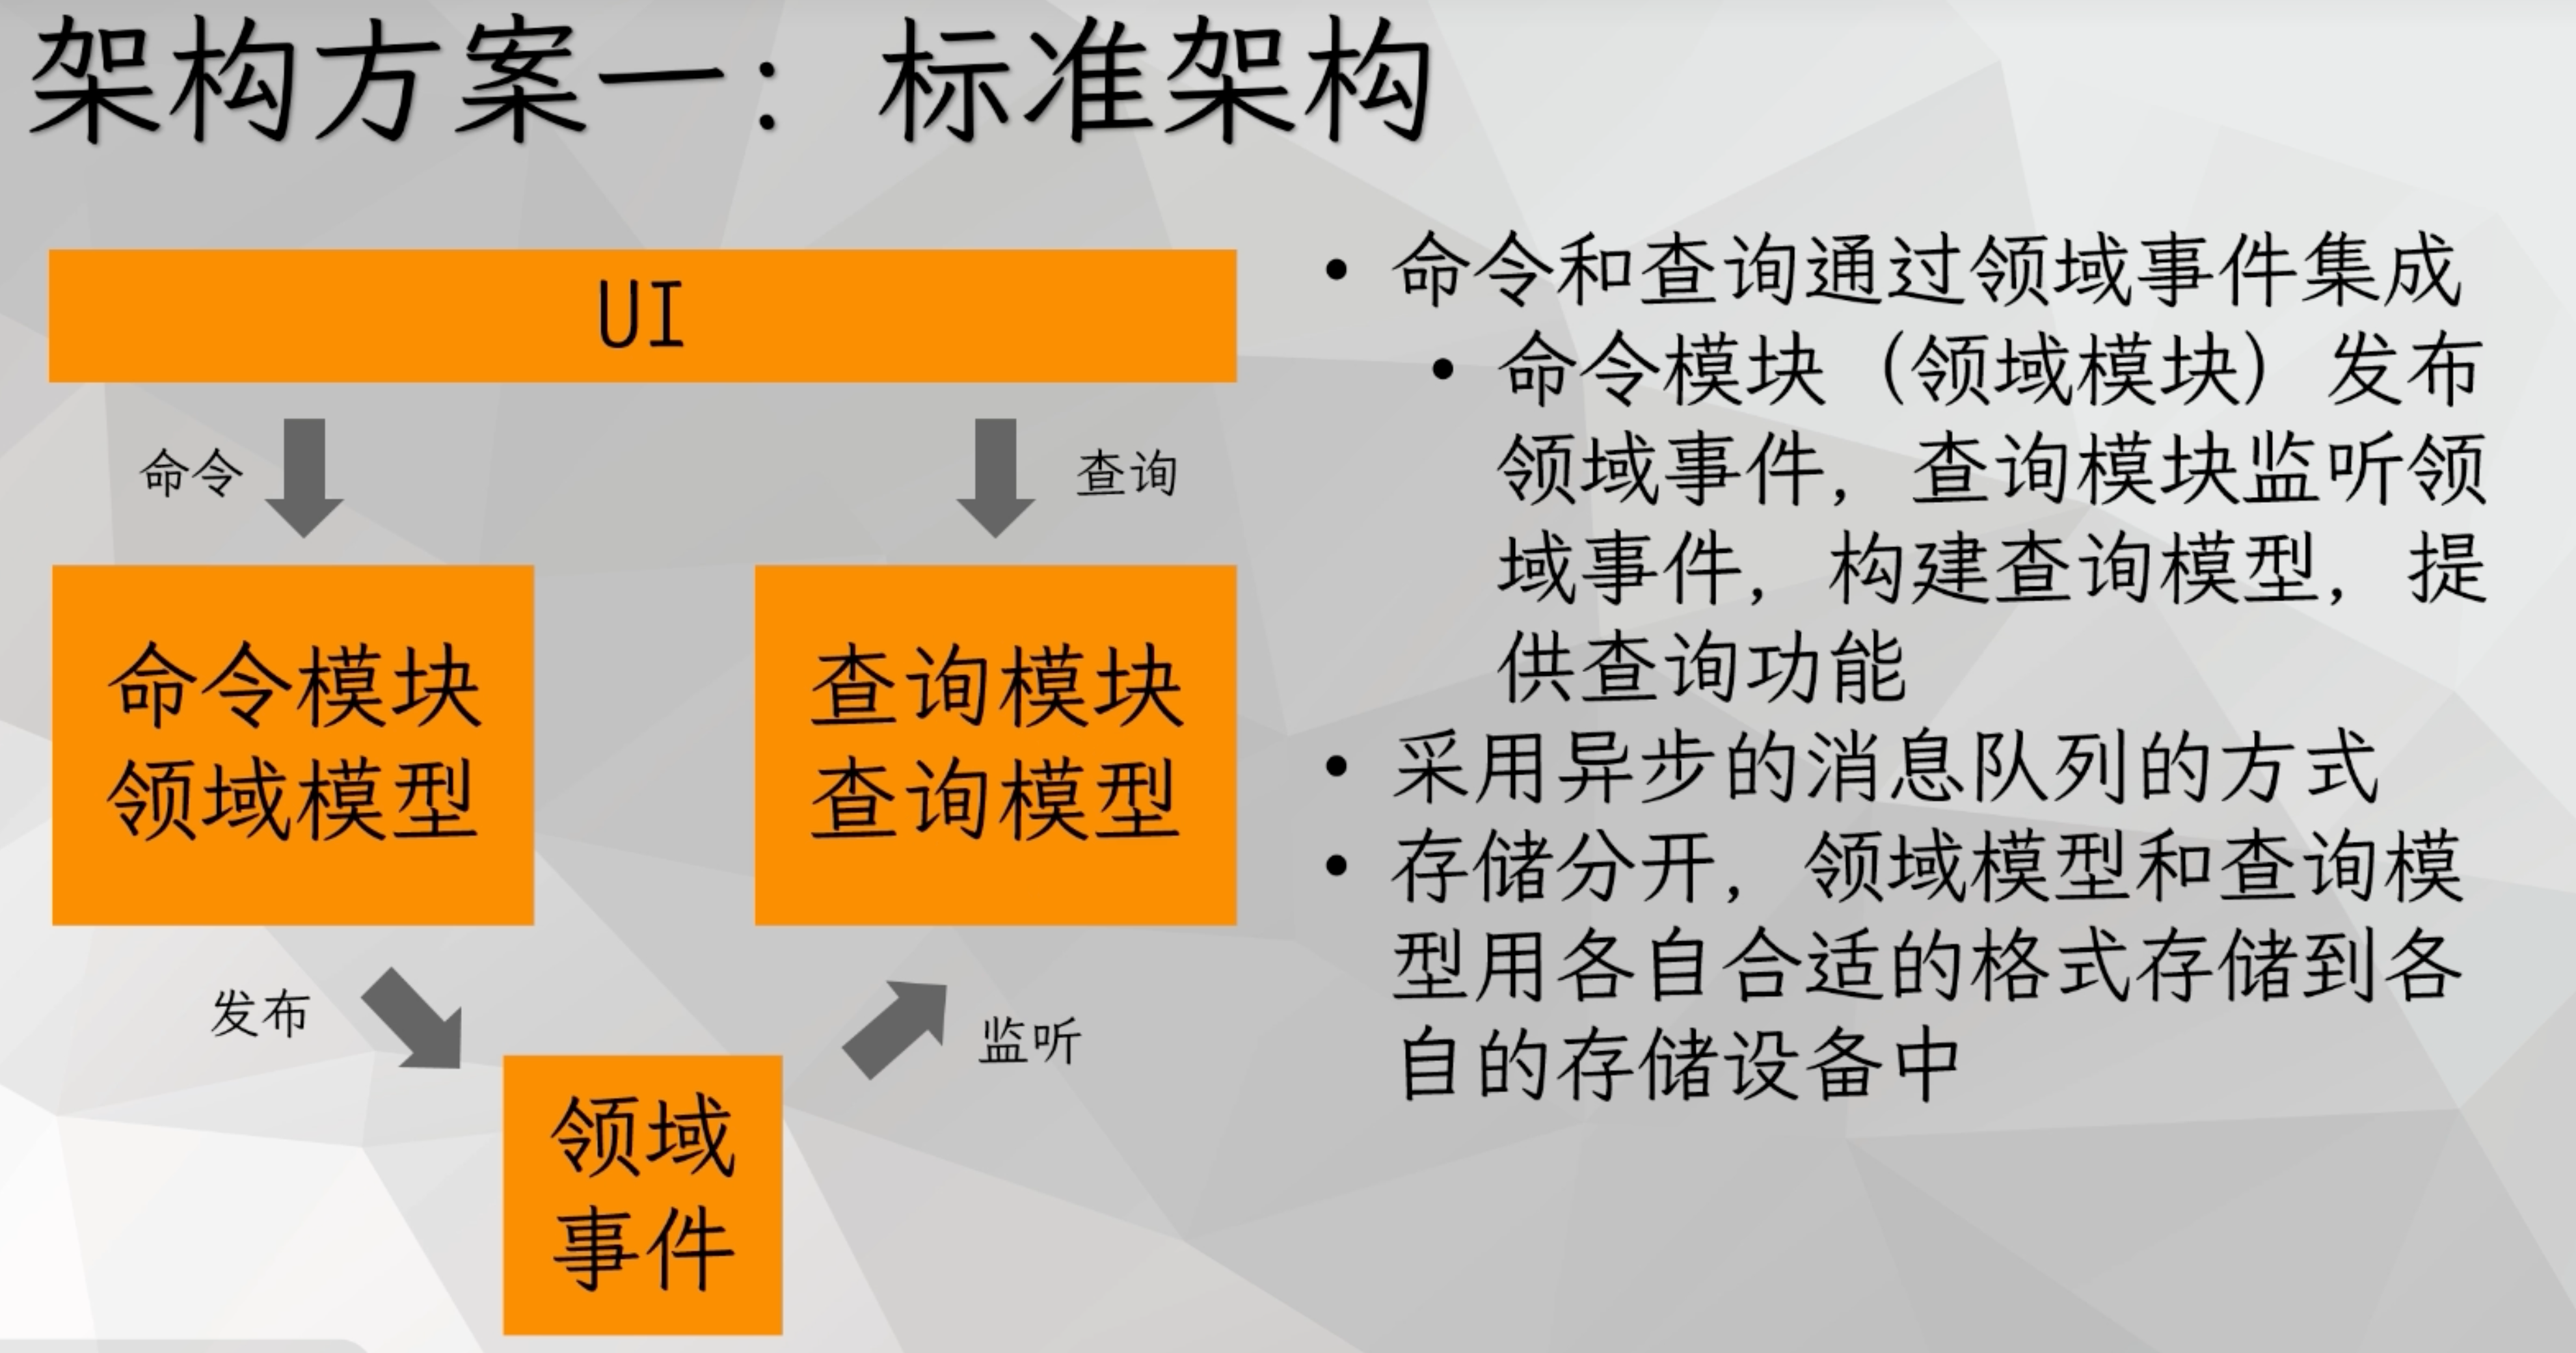 架构方案一：标准架构
UI
命令
查询
命令模块
领域模型
查询模块
查询模型
发布
监听
领域
事件
• 命令和查询通过领域事件集成
• 命令模块（领域模块）发布
领域事件，查询模块监听领
域事件，构建查询模型，提
供查询功能
• 采用异步的消息队列的方式
• 存储分开，领域模型和查询模
型用各自合适的格式存储到各
自的存储设备中